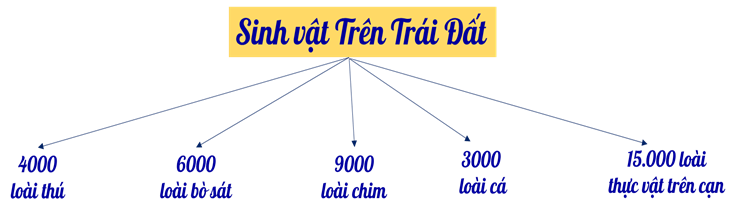 Sinh vật Trên Trái Đất
4000
loài thú
6000
loài bò sát
9000
loài chim
3000
loài cá
15.000 loài
thực vật trên cạn